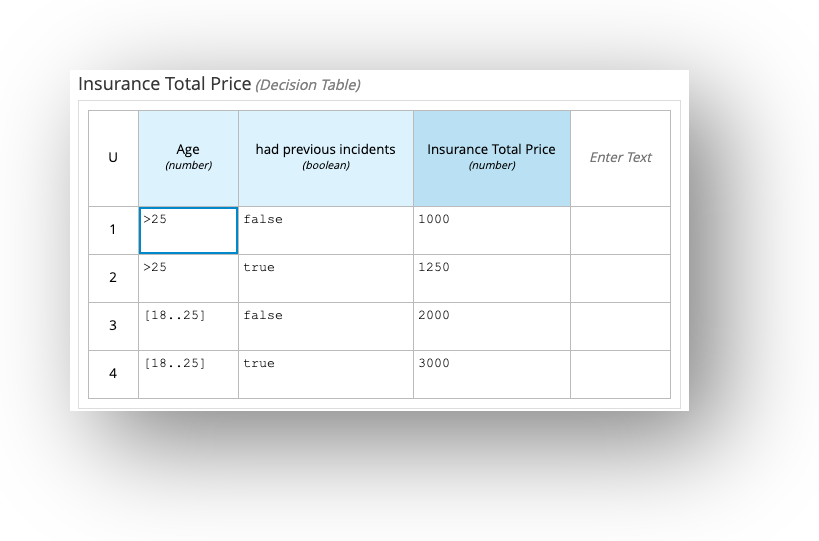 Insurance Total Price (Decision Table)
U Age had previous incidents Insurance Total Price Enter Text
(number) (boolean) (number)
1 >25 false 1000
2 >25 true 1250
3 [18..25] false 2000
4 [18..25] true 3000